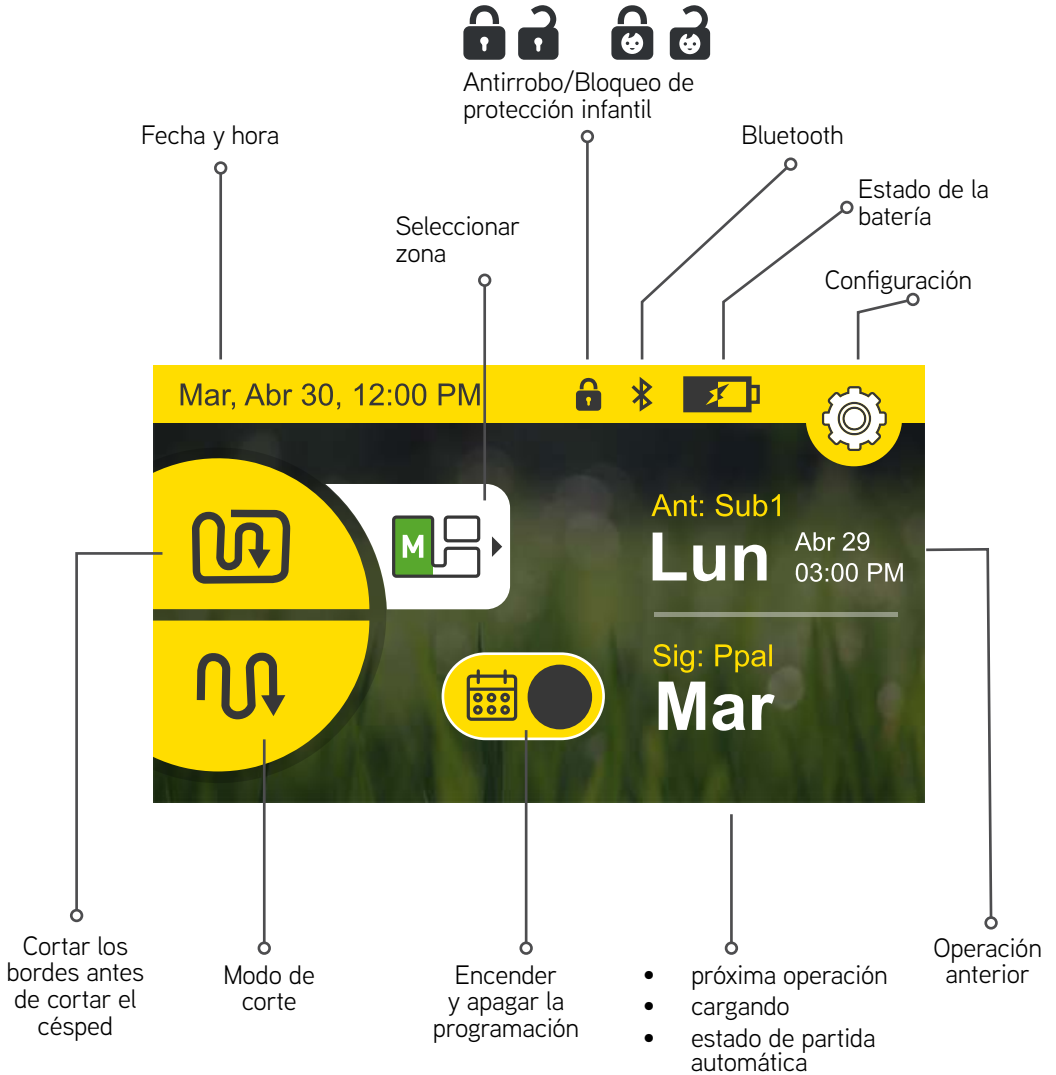 Antirrobo/Bloqueo de
protección infantil
Fecha y hora
Bluetooth
Estado de la
batería
Seleccionar
zona
Configuración
Mar, Abr 30, 12:00 PM
Ant: Sub1
Lun
Abr 29
03:00 PM
M
Sig: Ppal
Mar
Cortar los
bordes antes
de cortar el
césped
Modo de
corte
Encender
y apagar la
programación
• próxima operación
• cargando
• estado de partida
automática
Operación
anterior